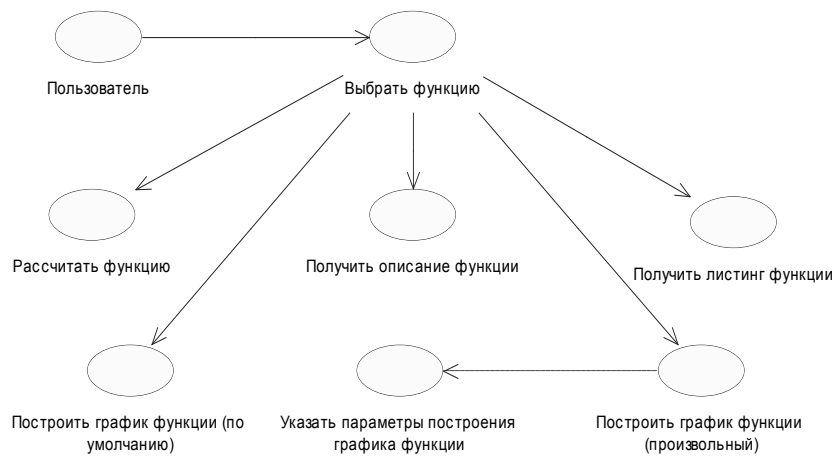 Пользователь
Выбрать функцию
Рассчитать функцию
Получить описание функции
Получить листинг функции
Построить график функции (по
умолчанию)
Указать параметры построения
графика функции
Построить график функции
(произвольный)